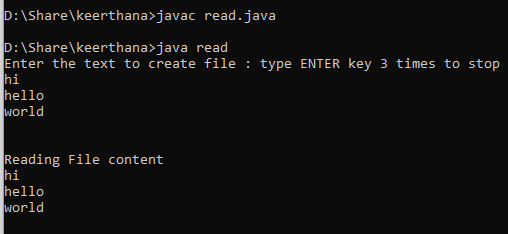 D:\Share\keerthana>javac read.java
D:\Share\keerthana>java read
Enter the text to create file : type ENTER key 3 times to stop
hi
hello
world
Reading File content
hi
hello
world